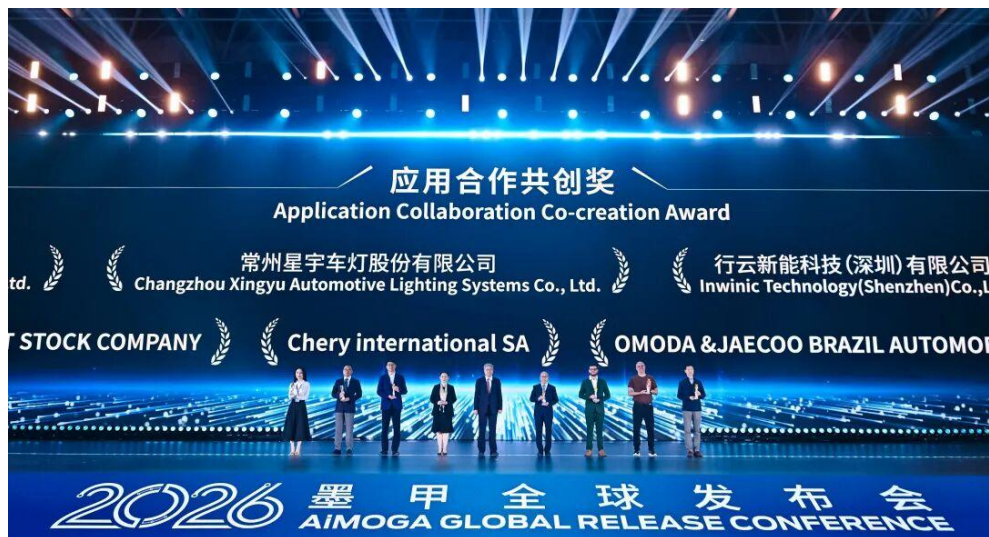 应用合作共创奖
Application Collaboration Co-creation Award
常州星宇车灯股份有限公司
行云新能科技(深圳)有限公司
td.
Changzhou Xingyu Automotive Lighting Systems Co., Ltd.
Inwinic Technology(Shenzhen)Co.,L
T STOCK COMPANY
Chery international SA
OMODA &JAECOO BRAZIL AUTOMO
2026 墨甲全球发布会
AiMOGA GLOBAL RELEASE CONFERENCE